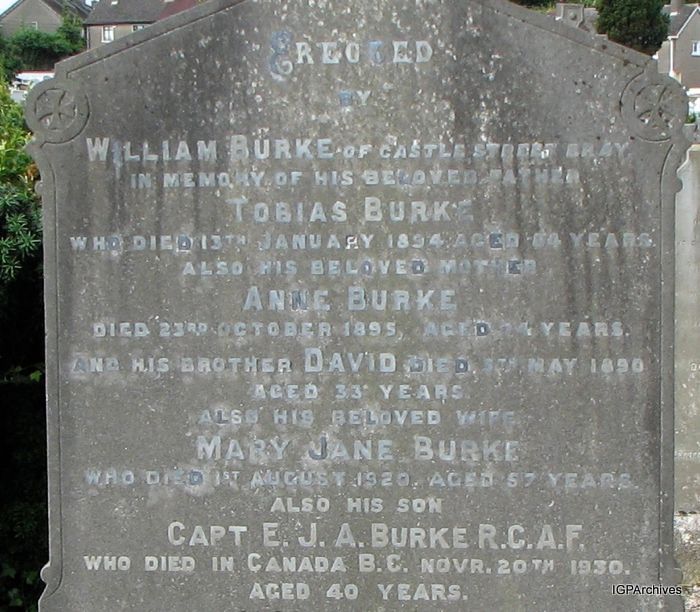 ERECTED
BY
WILLIAM BURKE OF CASTLE STREET BRAY
IN MEMORY OF HIS BELOVED FATHER
TOBIAS BURKE
WHO DIED 13TH JANUARY 1894 AGED 64 YEARS.
ALSO HIS BELOVED MOTHER
ANNE BURKE
DIED 23RD OCTOBER 1895, AGED 74 YEARS.
AND HIS BROTHER DAVID DIED MAY 1890
AGED 33 YEARS.
ALSO HIS BELOVED WIFE
MARY JANE BURKE
WHO DIED 1ST AUGUST 1920. AGED 57 YEARS.
ALSO HIS SON
CAPT E. J. A. BURKE R.C.A.F.
WHO DIED IN CANADA B.C. NOVR. 20TH 1930.
AGED 40 YEARS.
IGPArchives